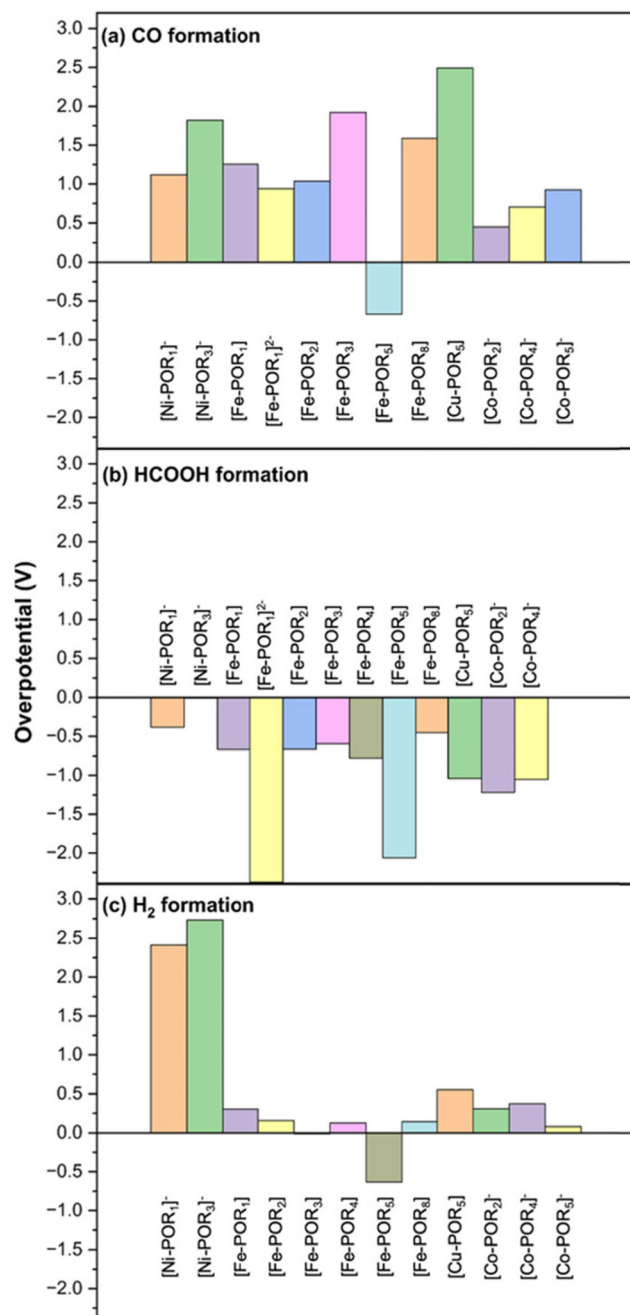 Overpotential (V)
(a) CO formation
3.0
2.5
2.0
1.5
1.0
0.5
0.0
−0.5
−1.0
−1.5
−2.0
[Ni-POR₁]⁻
[Ni-POR₃]⁻
[Fe-POR₁]
[Fe-POR₁]²⁻
[Fe-POR₂]
[Fe-POR₃]
[Fe-POR₅]
[Fe-POR₈]
[Cu-POR₅]
[Co-POR₂]⁻
[Co-POR₄]⁻
[Co-POR₅]⁻
(b) HCOOH formation
3.0
2.5
2.0
1.5
1.0
0.5
0.0
−0.5
−1.0
−1.5
−2.0
[Ni-POR₁]⁻
[Ni-POR₃]⁻
[Fe-POR₁]
[Fe-POR₁]²⁻
[Fe-POR₂]
[Fe-POR₃]
[Fe-POR₄]
[Fe-POR₅]
[Fe-POR₈]
[Cu-POR₅]
[Co-POR₂]⁻
[Co-POR₄]⁻
(c) H₂ formation
3.0
2.5
2.0
1.5
1.0
0.5
0.0
−0.5
−1.0
−1.5
−2.0
[Ni-POR₁]⁻
[Ni-POR₃]⁻
[Fe-POR₁]
[Fe-POR₂]
[Fe-POR₃]
[Fe-POR₄]
[Fe-POR₅]
[Fe-POR₈]
[Cu-POR₅]
[Co-POR₂]⁻
[Co-POR₄]⁻
[Co-POR₅]⁻